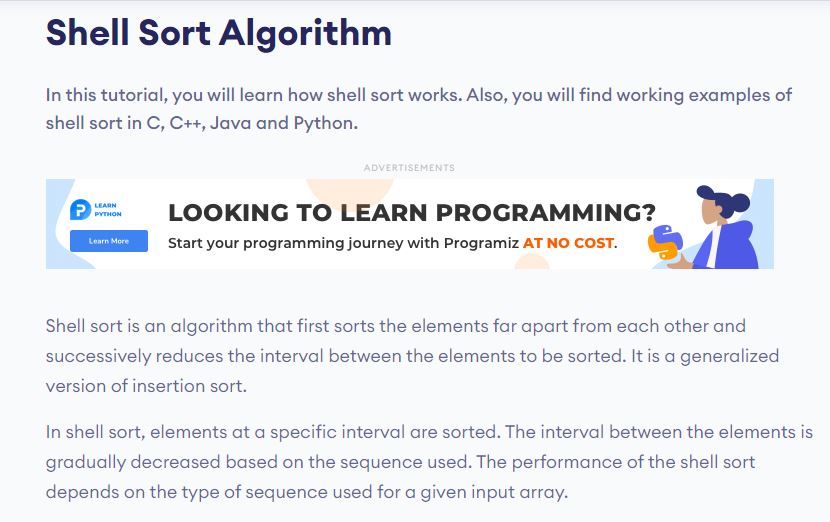 Shell Sort Algorithm
In this tutorial, you will learn how shell sort works. Also, you will find working examples of
shell sort in C, C++, Java and Python.
ADVERTISEMENTS
LEARN
PYTHON
Learn More
LOOKING TO LEARN PROGRAMMING?
Start your programming journey with Programiz AT NO COST.
Shell sort is an algorithm that first sorts the elements far apart from each other and
successively reduces the interval between the elements to be sorted. It is a generalized
version of insertion sort.
In shell sort, elements at a specific interval are sorted. The interval between the elements is
gradually decreased based on the sequence used. The performance of the shell sort
depends on the type of sequence used for a given input array.